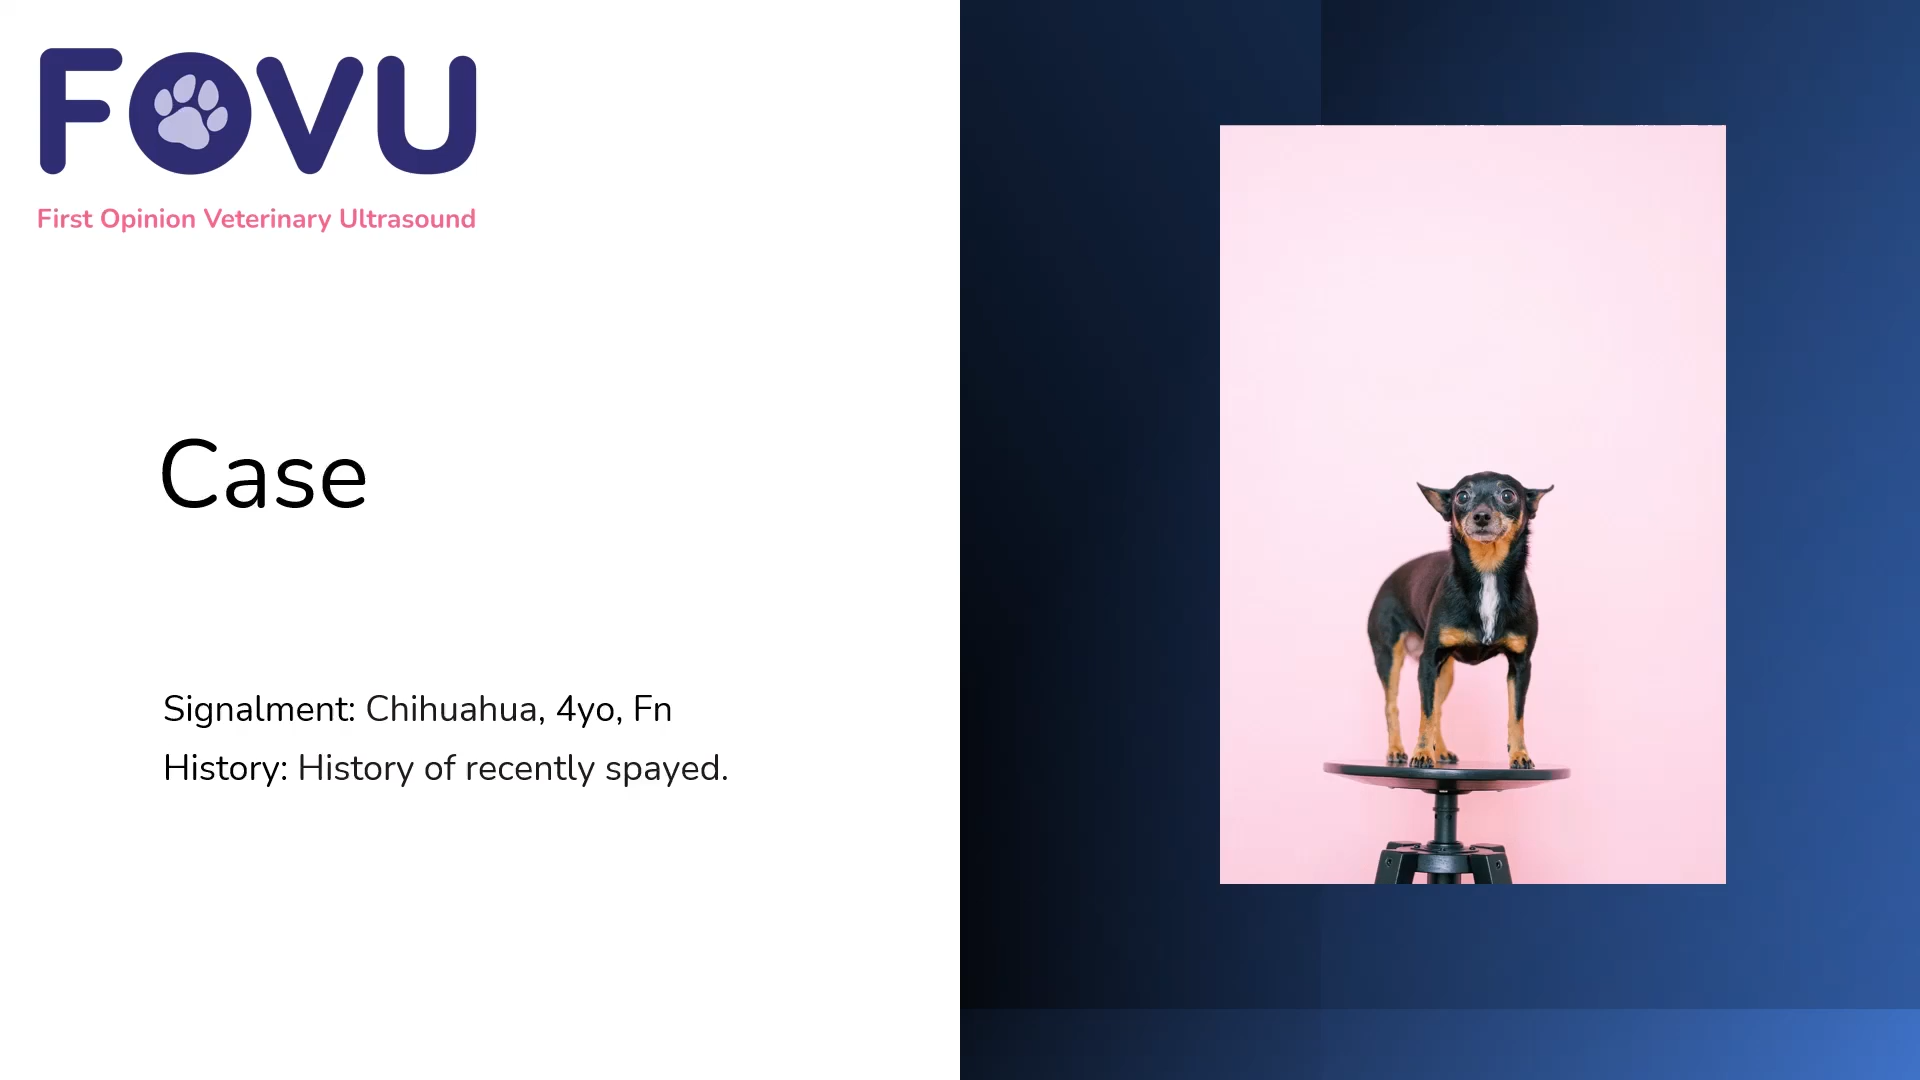 FOVU
First Opinion Veterinary Ultrasound
Case
Signalment: Chihuahua, 4yo, Fn
History: History of recently spayed.